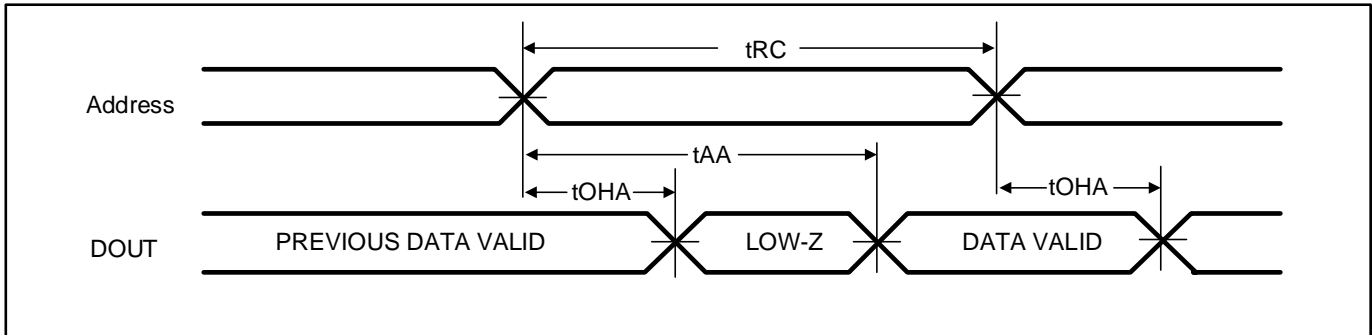 tRC
Address
tAA
tOHA
tOHA
DOUT
PREVIOUS DATA VALID
LOW-Z
DATA VALID